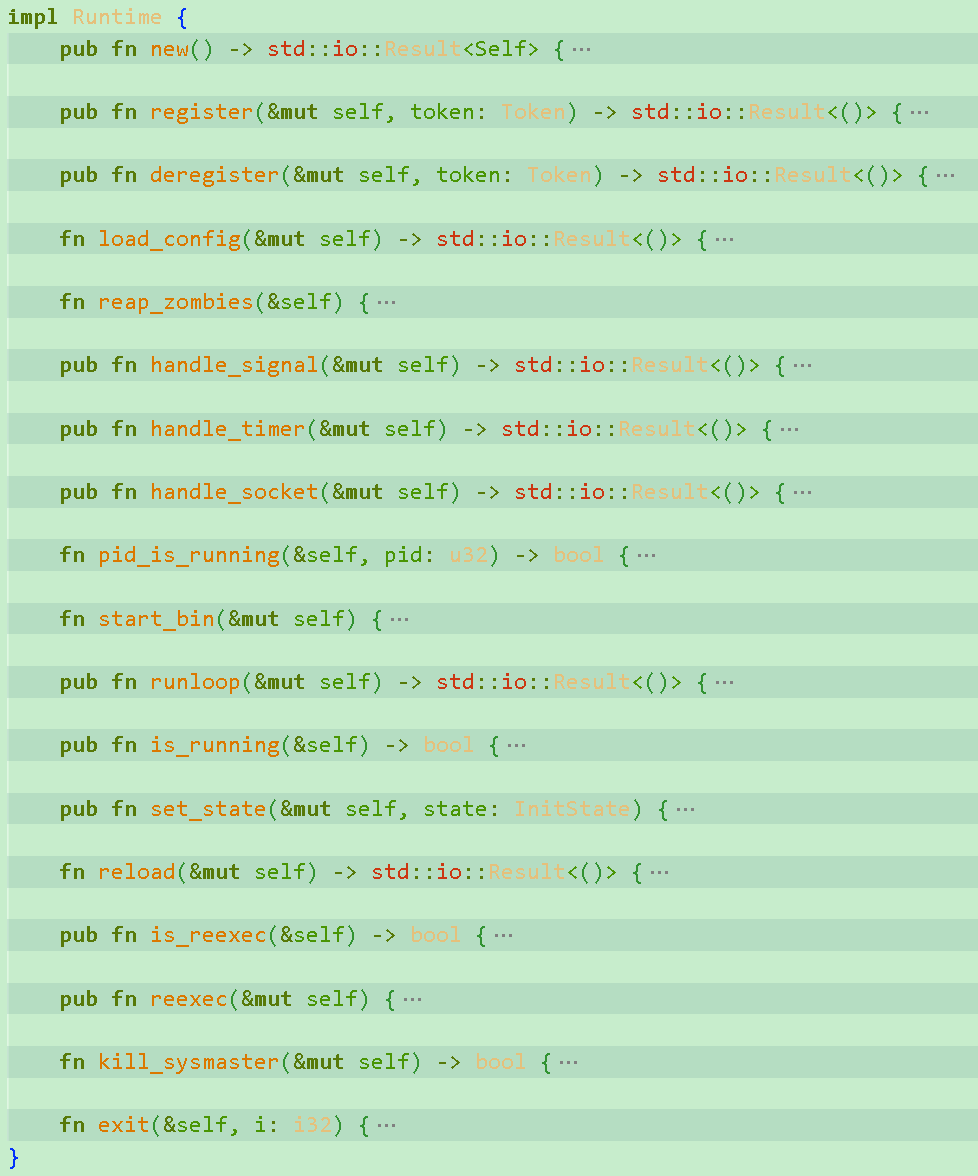 impl Runtime {
pub fn new() -> std::io::Result<Self> { ···
pub fn register(&mut self, token: Token) -> std::io::Result<()> { ···
pub fn deregister(&mut self, token: Token) -> std::io::Result<()> { ···
fn load_config(&mut self) -> std::io::Result<()> { ···
fn reap_zombies(&self) { ···
pub fn handle_signal(&mut self) -> std::io::Result<()> { ···
pub fn handle_timer(&mut self) -> std::io::Result<()> { ···
pub fn handle_socket(&mut self) -> std::io::Result<()> { ···
fn pid_is_running(&self, pid: u32) -> bool { ···
fn start_bin(&mut self) { ···
pub fn runloop(&mut self) -> std::io::Result<()> { ···
pub fn is_running(&self) -> bool { ···
pub fn set_state(&mut self, state: InitState) { ···
fn reload(&mut self) -> std::io::Result<()> { ···
pub fn is_reexec(&self) -> bool { ···
pub fn reexec(&mut self) { ···
fn kill_sysmaster(&mut self) -> bool { ···
fn exit(&self, i: i32) { ···
}